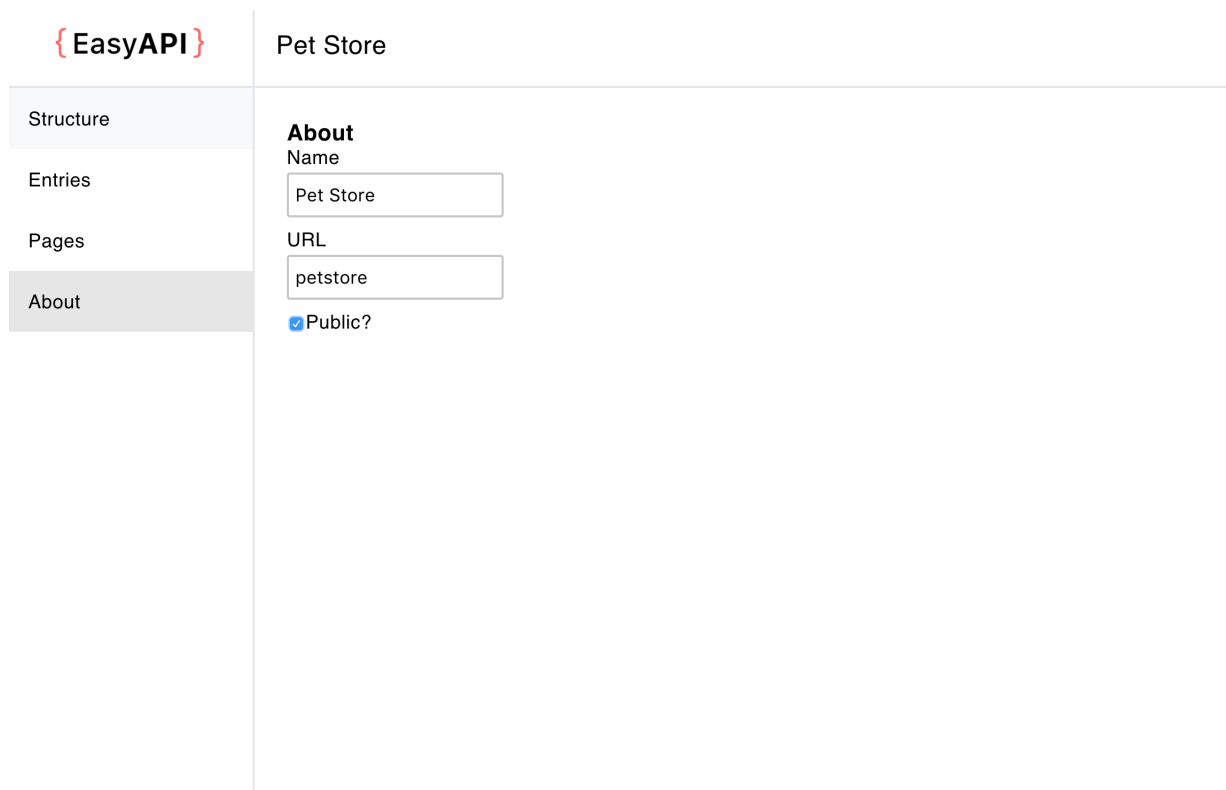 { EasyAPI }
Pet Store
Structure
Entries
Pages
About
About
Name
Pet Store
URL
petstore
Public?